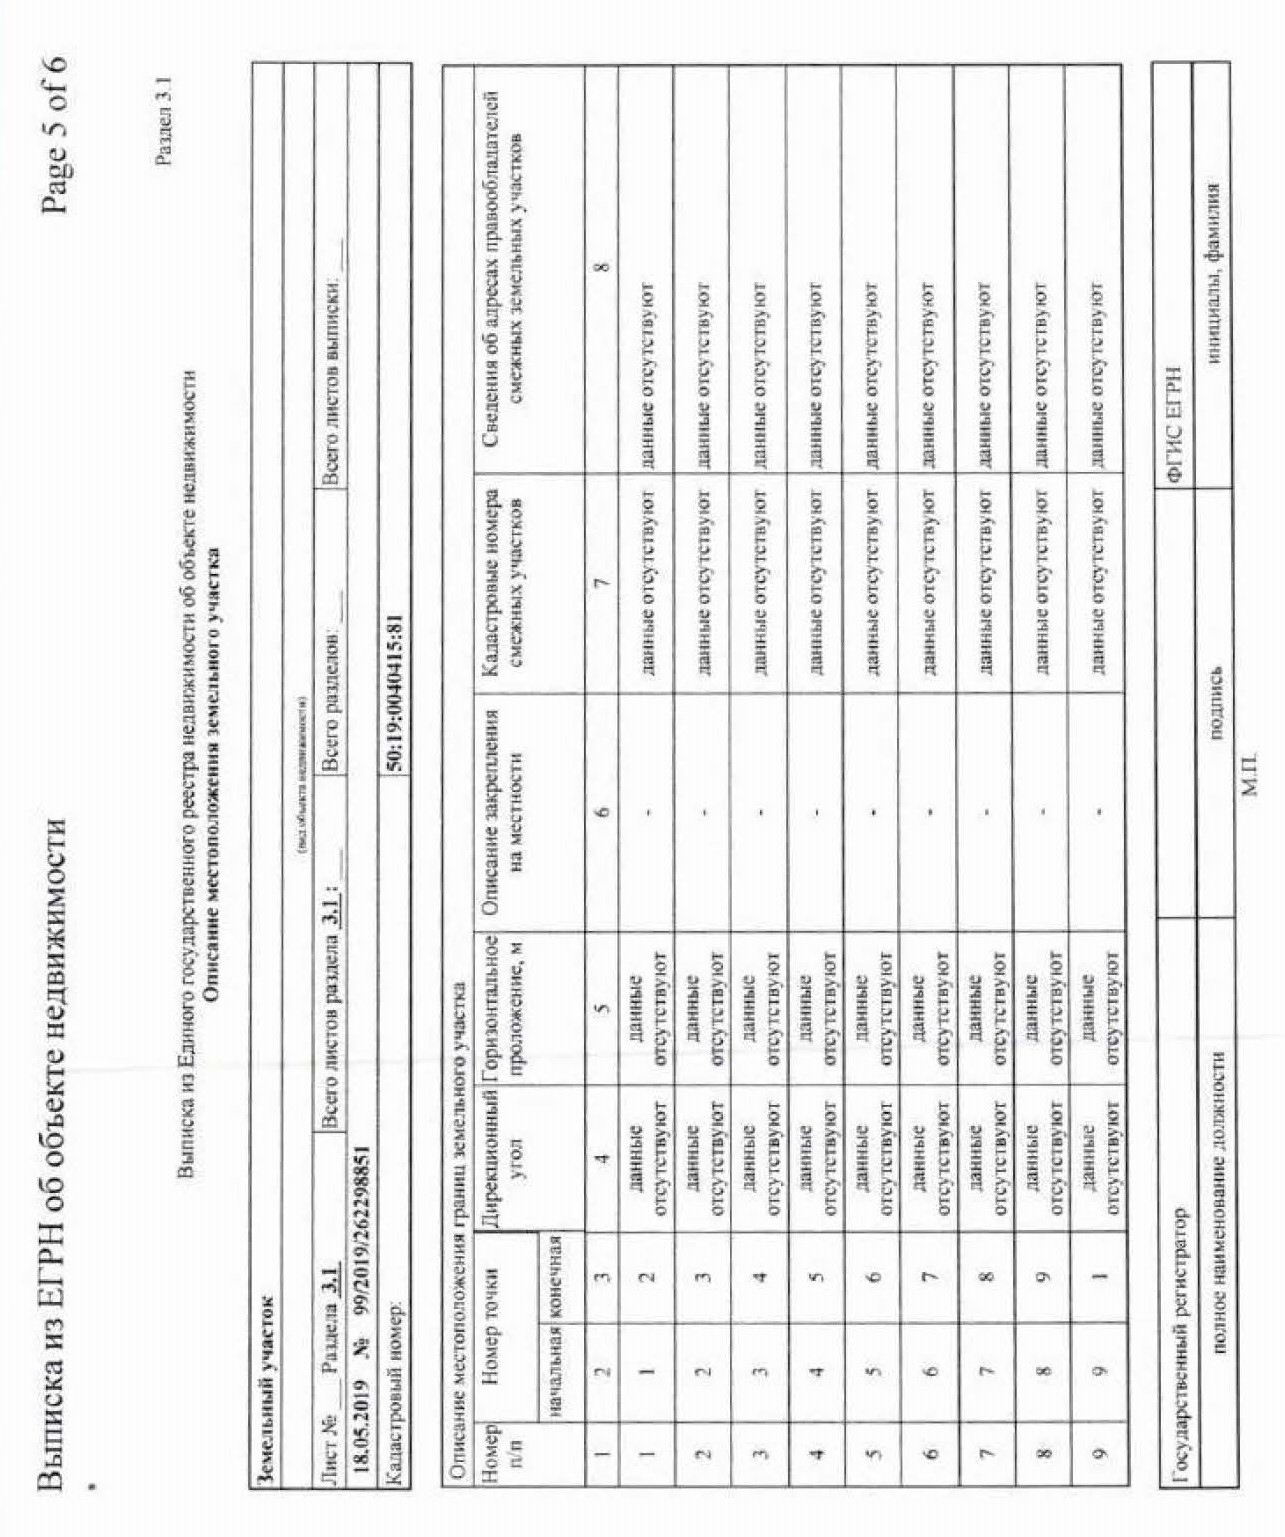 Выписка из ЕГРН об объекте недвижимости Page 5 of 6
Раздел 3.1
Выписка из Единого государственного реестра недвижимости об объекте недвижимости
Описание местоположения земельного участка
Земельный участок
(вид объекта недвижимости)
Лист № ___ Раздела 3.1 Всего листов раздела 3.1 : ___ Всего разделов: ___ Всего листов выписки: ___
18.05.2019 № 99/2019/262298851
Кадастровый номер: 50:19:0040415:81
Описание местоположения границ земельного участка
Номер Номер точки Дирекционный Горизонтальное Описание закрепления Кадастровые номера Сведения об адресах правообладателей
п/п начальная конечная угол проложение, м на местности смежных участков смежных земельных участков
1 2 3 4 5 6 7 8
1 1 2 данные данные - данные отсутствуют данные отсутствуют
отсутствуют отсутствуют
2 2 3 данные данные - данные отсутствуют данные отсутствуют
отсутствуют отсутствуют
3 3 4 данные данные - данные отсутствуют данные отсутствуют
отсутствуют отсутствуют
4 4 5 данные данные - данные отсутствуют данные отсутствуют
отсутствуют отсутствуют
5 5 6 данные данные - данные отсутствуют данные отсутствуют
отсутствуют отсутствуют
6 6 7 данные данные - данные отсутствуют данные отсутствуют
отсутствуют отсутствуют
7 7 8 данные данные - данные отсутствуют данные отсутствуют
отсутствуют отсутствуют
8 8 9 данные данные - данные отсутствуют данные отсутствуют
отсутствуют отсутствуют
9 9 1 данные данные - данные отсутствуют данные отсутствуют
отсутствуют отсутствуют
Государственный регистратор ФГИС ЕГРН
полное наименование должности подпись инициалы, фамилия
М.П.